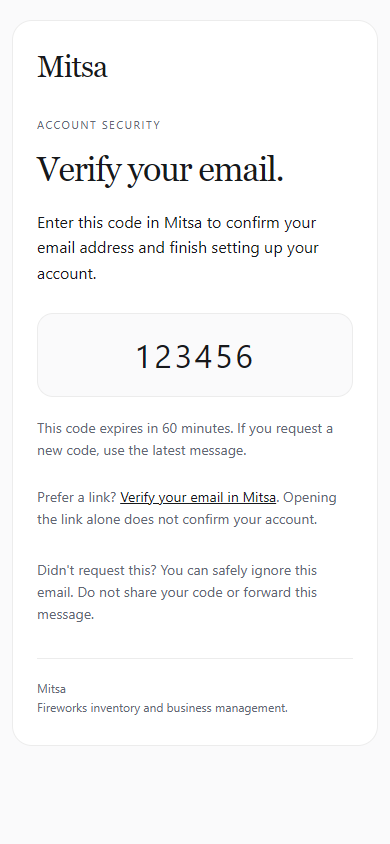 Mitsa
ACCOUNT SECURITY
Verify your email.
Enter this code in Mitsa to confirm your
email address and finish setting up your
account.
123456
This code expires in 60 minutes. If you request a
new code, use the latest message.
Prefer a link? Verify your email in Mitsa. Opening
the link alone does not confirm your account.
Didn't request this? You can safely ignore this
email. Do not share your code or forward this
message.
Mitsa
Fireworks inventory and business management.